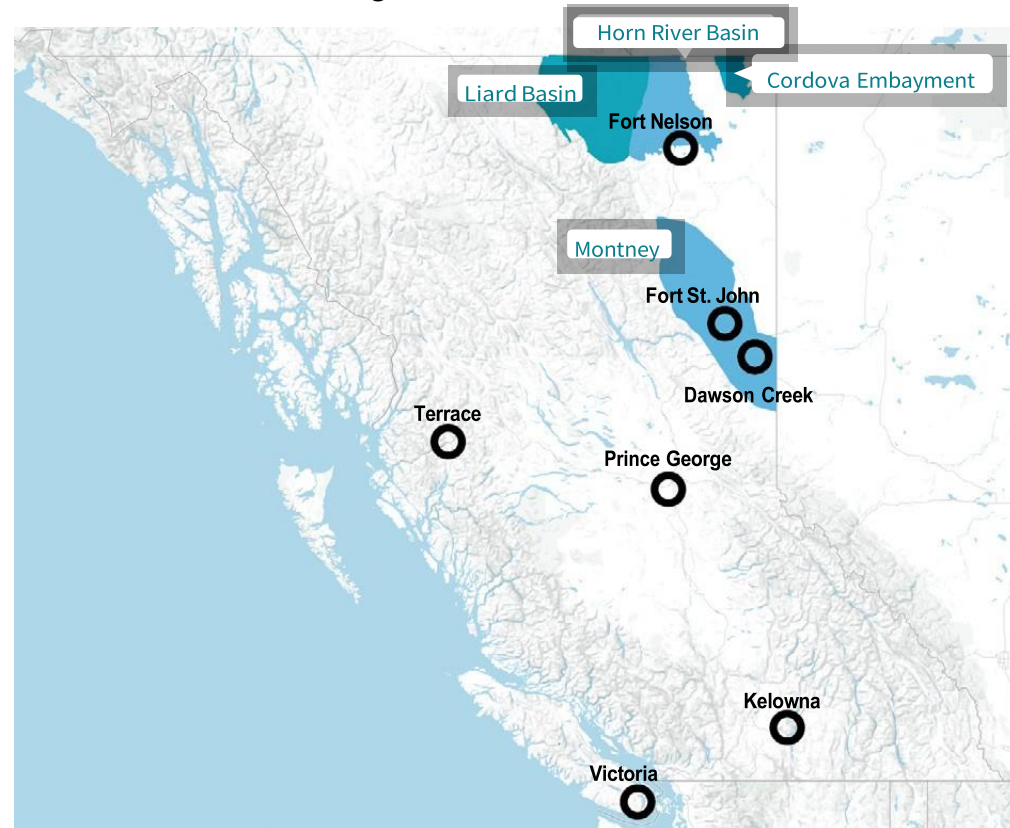 Horn River Basin
Cordova Embayment
Liard Basin
Fort Nelson
Montney
Fort St. John
Dawson Creek
Terrace
Prince George
Kelowna
Victoria